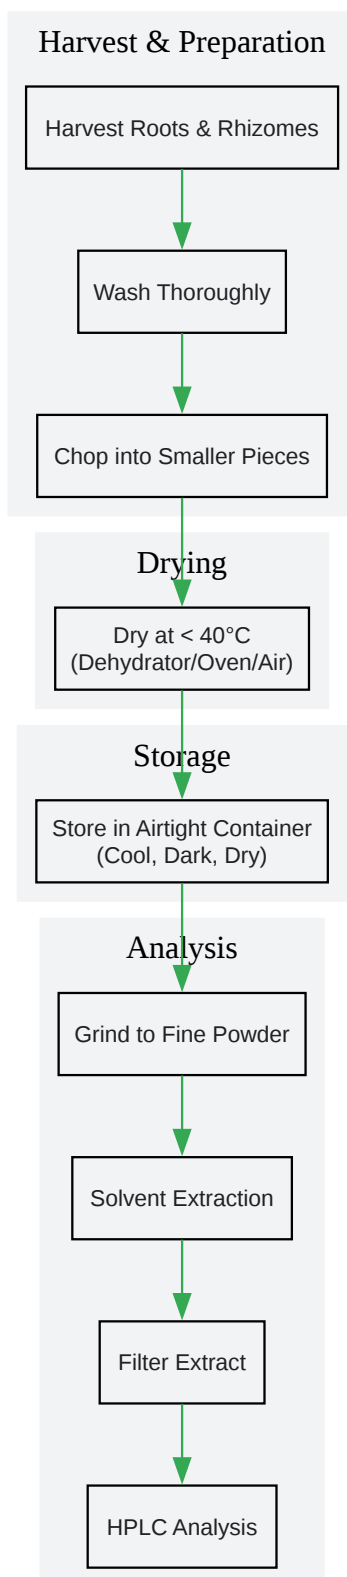 Harvest & Preparation
Harvest Roots & Rhizomes
Wash Thoroughly
Chop into Smaller Pieces
Drying
Dry at < 40°C
(Dehydrator/Oven/Air)
Storage
Store in Airtight Container
(Cool, Dark, Dry)
Analysis
Grind to Fine Powder
Solvent Extraction
Filter Extract
HPLC Analysis